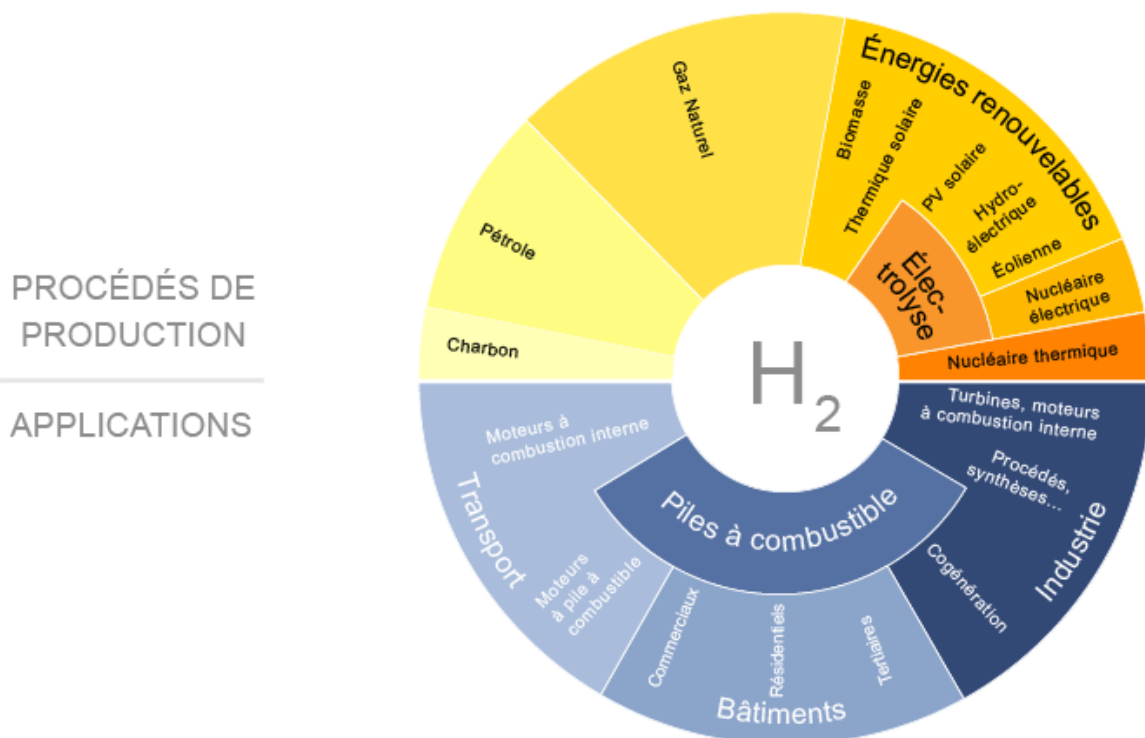 PROCÉDÉS DE
PRODUCTION
APPLICATIONS
Charbon
Pétrole
Gaz Naturel
Énergies renouvelables
Biomasse
Thermique solaire
PV solaire
Hydro-
électrique
Éolienne
Élec-
trolyse
Nucléaire
électrique
Nucléaire thermique
H2
Turbines, moteurs
à combustion interne
Procédés,
synthèses...
Cogénération
Industrie
Piles à combustible
Moteurs à
combustion interne
Transport
Moteurs
à pile à
combustible
Commerciaux
Résidentiels
Tertiaires
Bâtiments